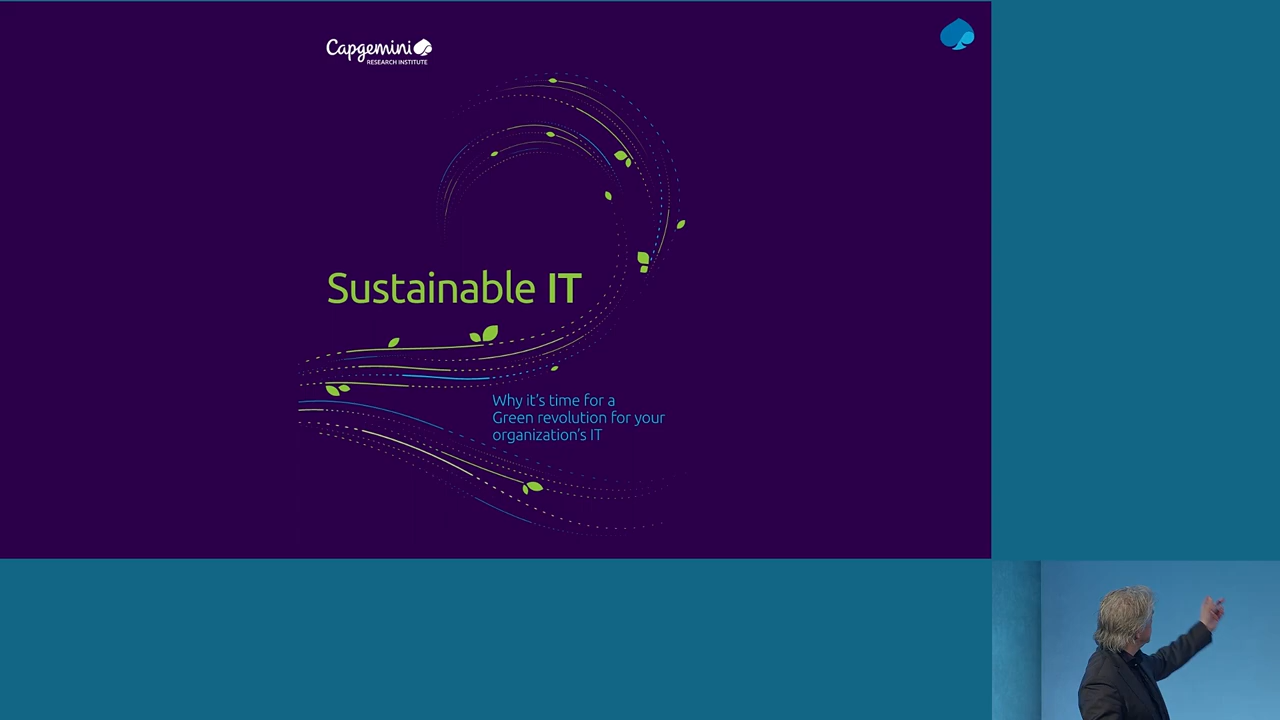 Capgemini
RESEARCH INSTITUTE
Sustainable IT
Why it's time for a
Green revolution for your
organization's IT